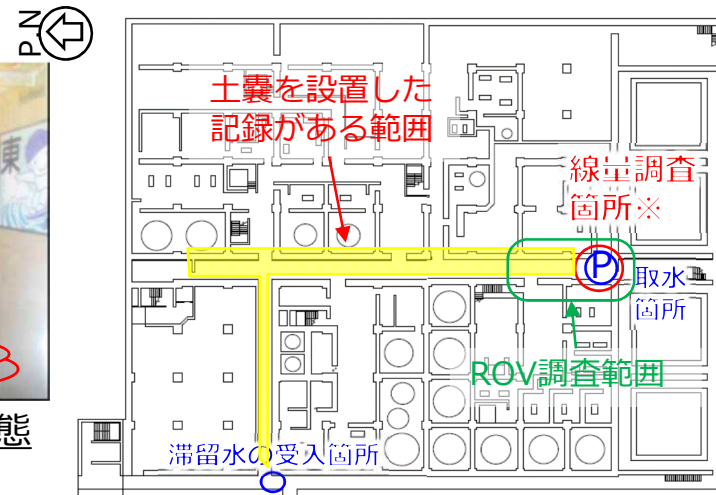 P.N
東
土嚢を設置した
記録がある範囲
線量調査
箇所※
P
取水
箇所
ROV調査範囲
態
滞留水の受入箇所